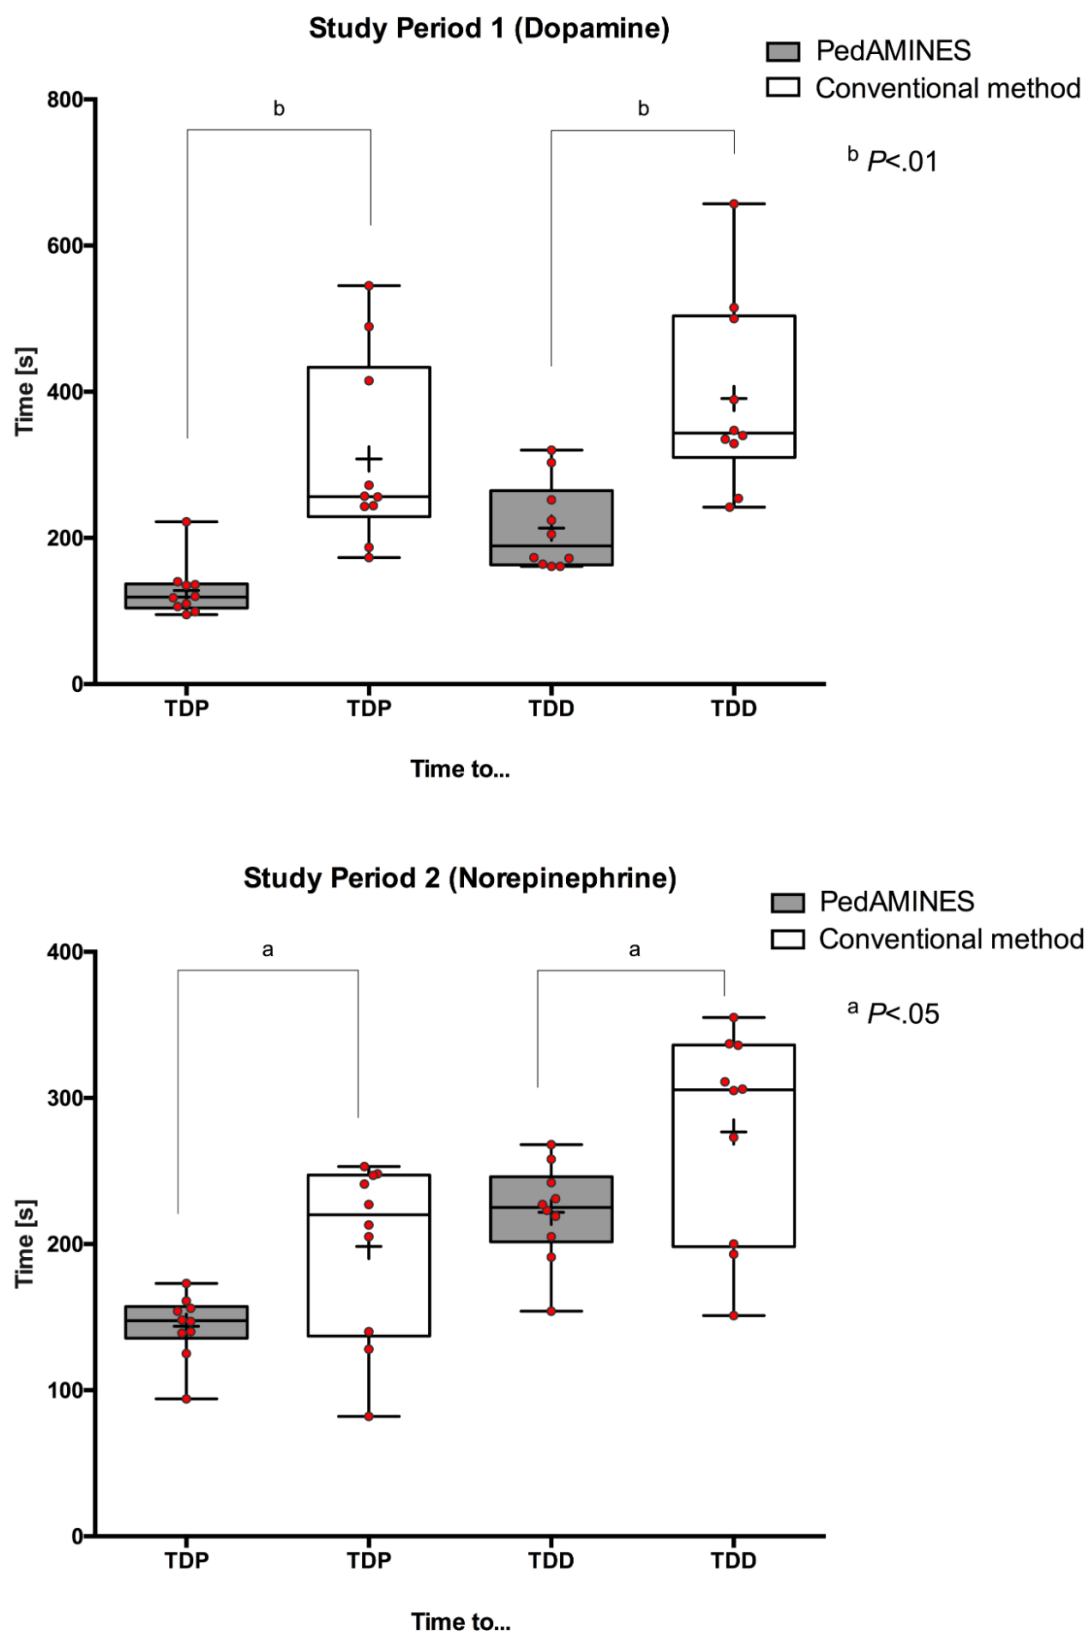 Study Period 1 (Dopamine)
PedAMINES
Conventional method
b P<.01
b
b
Time [s]
800
600
400
200
0
TDP
TDP
TDD
TDD
Time to...
Study Period 2 (Norepinephrine)
PedAMINES
Conventional method
a P<.05
a
a
Time [s]
400
300
200
100
0
TDP
TDP
TDD
TDD
Time to...